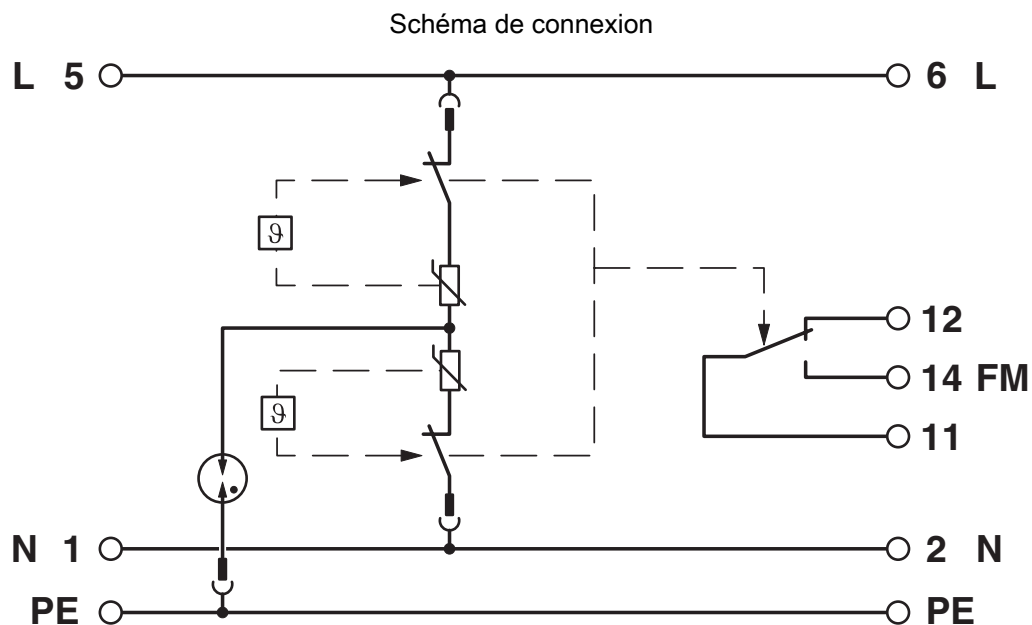 Schéma de connexion
L 5
6 L
ϑ
12
14 FM
ϑ
11
N 1
2 N
PE
PE